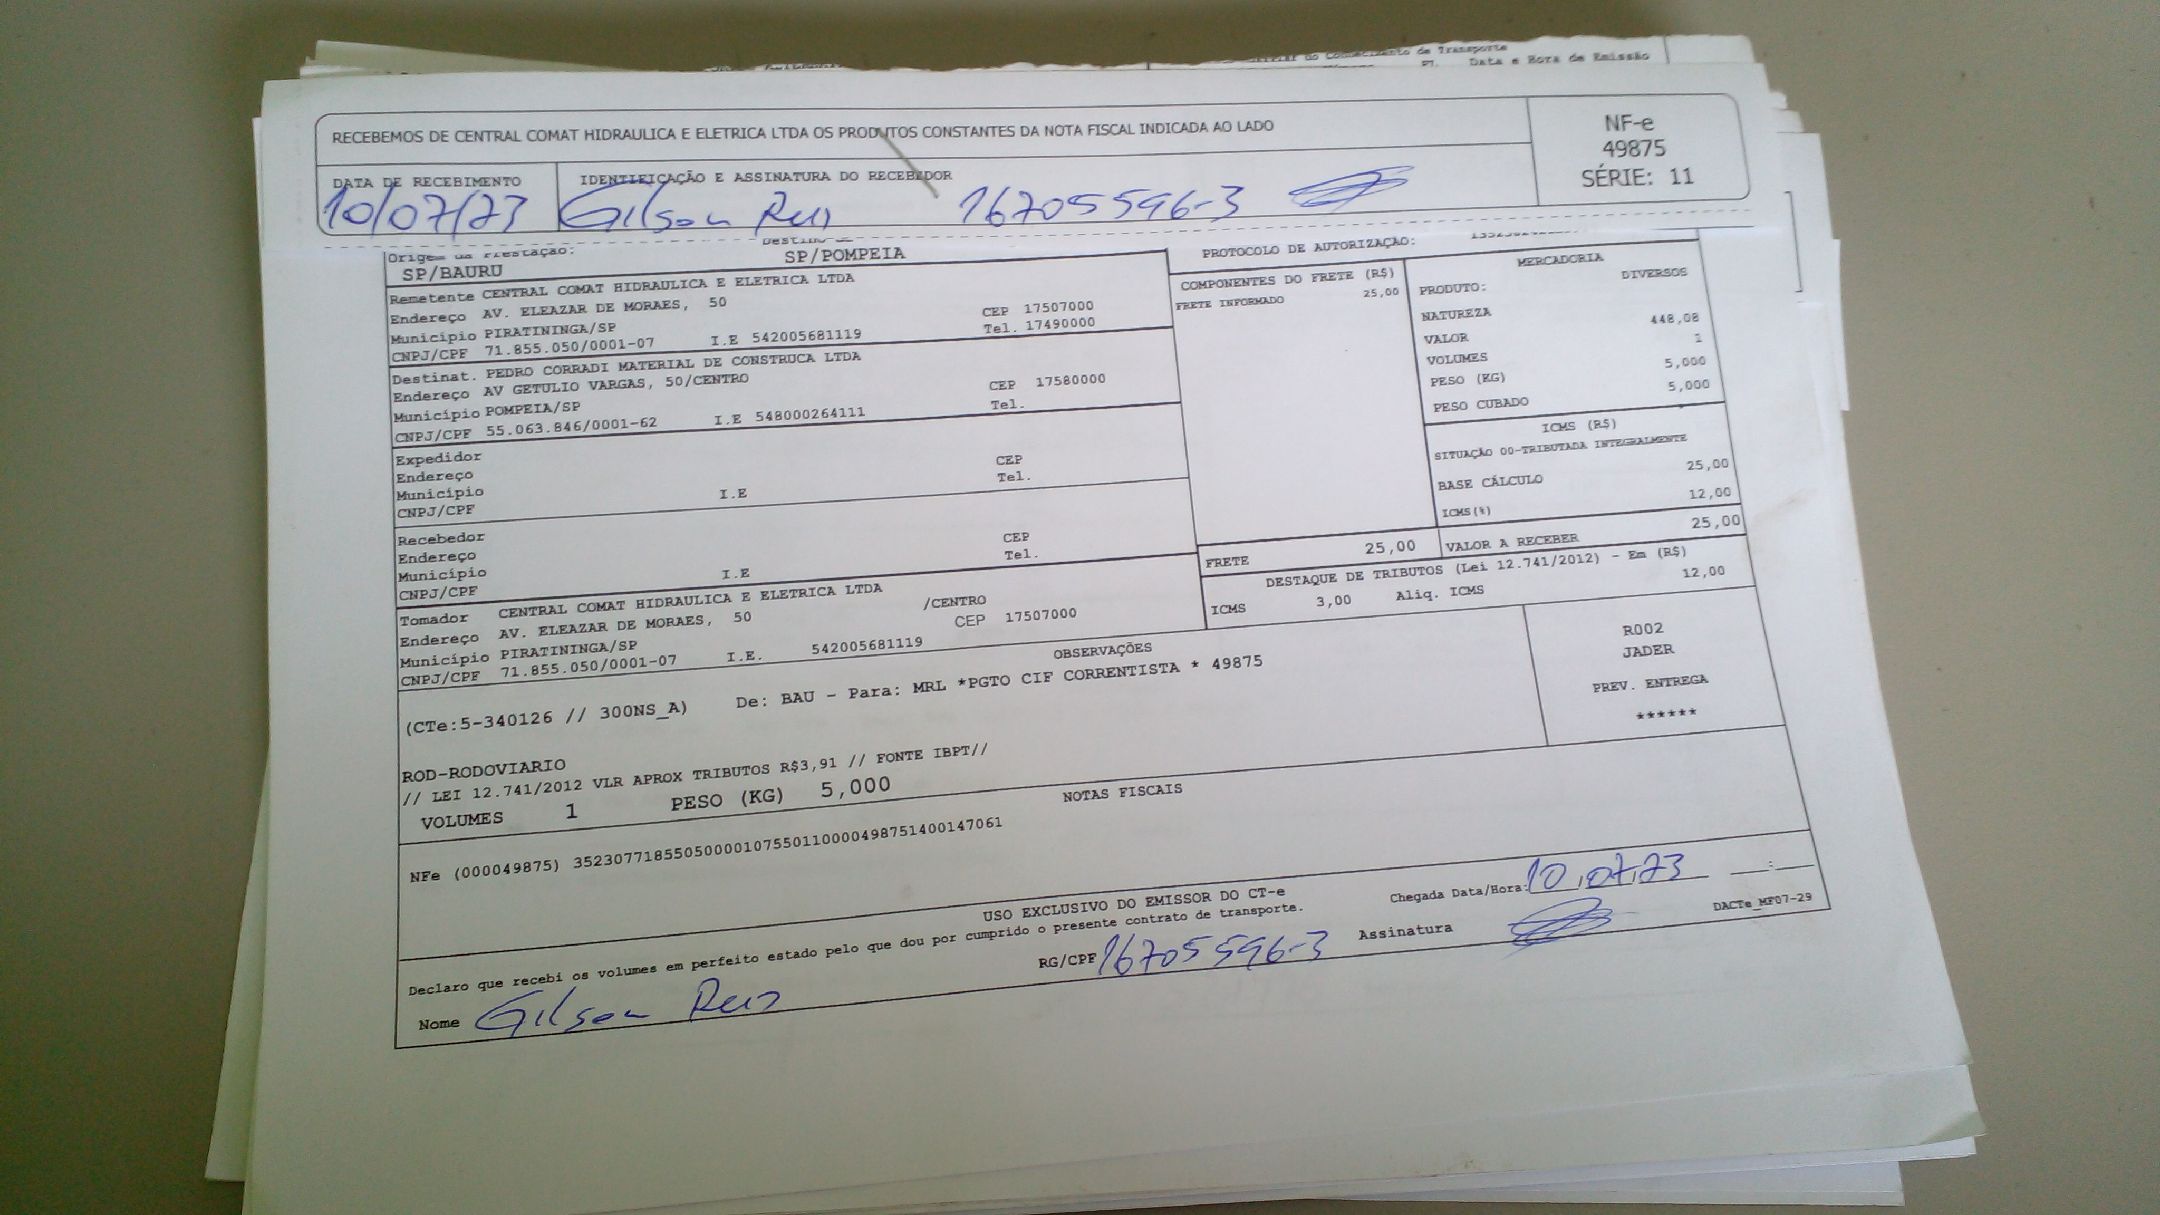 do Conhecimento de Transporte
Data e Hora de Emissão
RECEBEMOS DE CENTRAL COMAT HIDRAULICA E ELETRICA LTDA OS PRODUTOS CONSTANTES DA NOTA FISCAL INDICADA AO LADO
NF-e
49875
SÉRIE: 11
DATA DE RECEBIMENTO
10/07/23
IDENTIFICAÇÃO E ASSINATURA DO RECEBEDOR
Gilson Ruiz 16705596-3
Origem da Prestação:
SP/BAURU
SP/POMPEIA
PROTOCOLO DE AUTORIZAÇÃO:
Remetente CENTRAL COMAT HIDRAULICA E ELETRICA LTDA
Endereço AV. ELEAZAR DE MORAES, 50 CEP 17507000
Município PIRATININGA/SP Tel. 17490000
CNPJ/CPF 71.855.050/0001-07 I.E 542005681119
Destinat. PEDRO CORRADI MATERIAL DE CONSTRUCA LTDA
Endereço AV GETULIO VARGAS, 50/CENTRO CEP 17580000
Município POMPEIA/SP Tel.
CNPJ/CPF 55.063.846/0001-62 I.E 548000264111
Expedidor
Endereço CEP
Município I.E Tel.
CNPJ/CPF
Recebedor
Endereço CEP
Município I.E Tel.
CNPJ/CPF
Tomador CENTRAL COMAT HIDRAULICA E ELETRICA LTDA
Endereço AV. ELEAZAR DE MORAES, 50 /CENTRO
Município PIRATININGA/SP CEP 17507000
CNPJ/CPF 71.855.050/0001-07 I.E. 542005681119
COMPONENTES DO FRETE (R$)
FRETE INFORMADO 25,00
MERCADORIA
PRODUTO: DIVERSOS
NATUREZA
VALOR 448,08
VOLUMES 1
PESO (KG) 5,000
PESO CUBADO 5,000
ICMS (R$)
SITUAÇÃO 00-TRIBUTADA INTEGRALMENTE
BASE CÁLCULO 25,00
ICMS(%) 12,00
FRETE 25,00 VALOR A RECEBER 25,00
DESTAQUE DE TRIBUTOS (Lei 12.741/2012) - Em (R$)
ICMS 3,00 Aliq. ICMS 12,00
OBSERVAÇÕES
(CTe:5-340126 // 300NS_A) De: BAU - Para: MRL *PGTO CIF CORRENTISTA * 49875
R002
JADER
PREV. ENTREGA
******
ROD-RODOVIARIO
// LEI 12.741/2012 VLR APROX TRIBUTOS R$3,91 // FONTE IBPT//
VOLUMES 1 PESO (KG) 5,000
NOTAS FISCAIS
NFe (000049875) 35230771855050000107550110000498751400147061
USO EXCLUSIVO DO EMISSOR DO CT-e
Declaro que recebi os volumes em perfeito estado pelo que dou por cumprido o presente contrato de transporte.
Chegada Data/Hora: 10/07/23 __:__
Nome Gilson Ruiz RG/CPF 16705596-3 Assinatura
DACTe_MF07-29